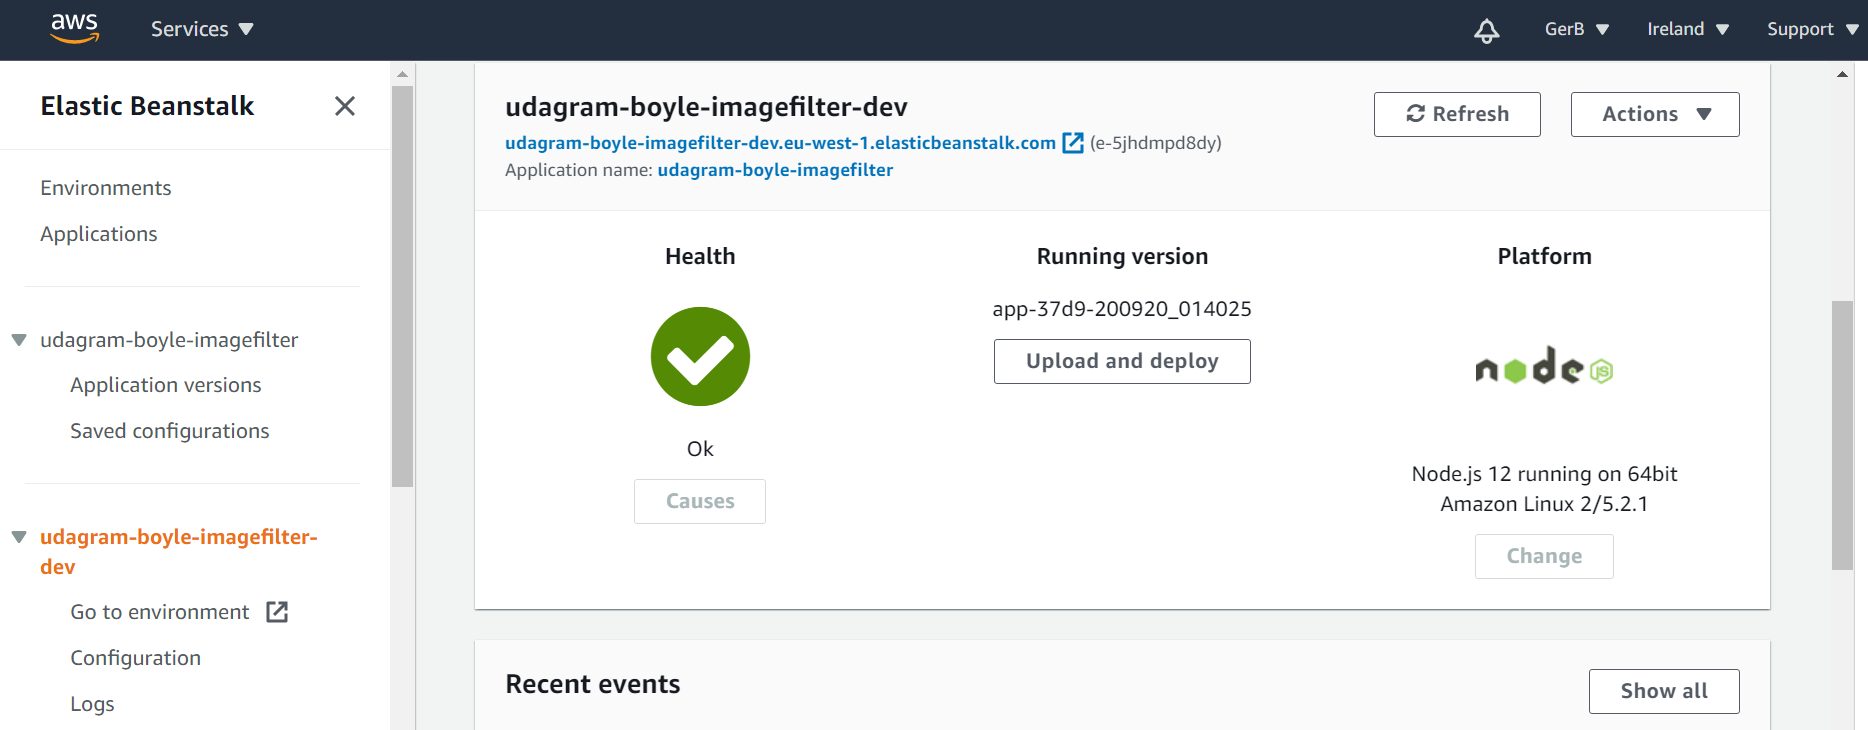 aws
Services
GerB
Ireland
Support
Elastic Beanstalk
Environments
Applications
udagram-boyle-imagefilter
Application versions
Saved configurations
udagram-boyle-imagefilter-
dev
Go to environment
Configuration
Logs
udagram-boyle-imagefilter-dev
udagram-boyle-imagefilter-dev.eu-west-1.elasticbeanstalk.com (e-5jhdmpd8dy)
Application name: udagram-boyle-imagefilter
Refresh
Actions
Health
Ok
Causes
Running version
app-37d9-200920_014025
Upload and deploy
Platform
node JS
Node.js 12 running on 64bit
Amazon Linux 2/5.2.1
Change
Recent events
Show all